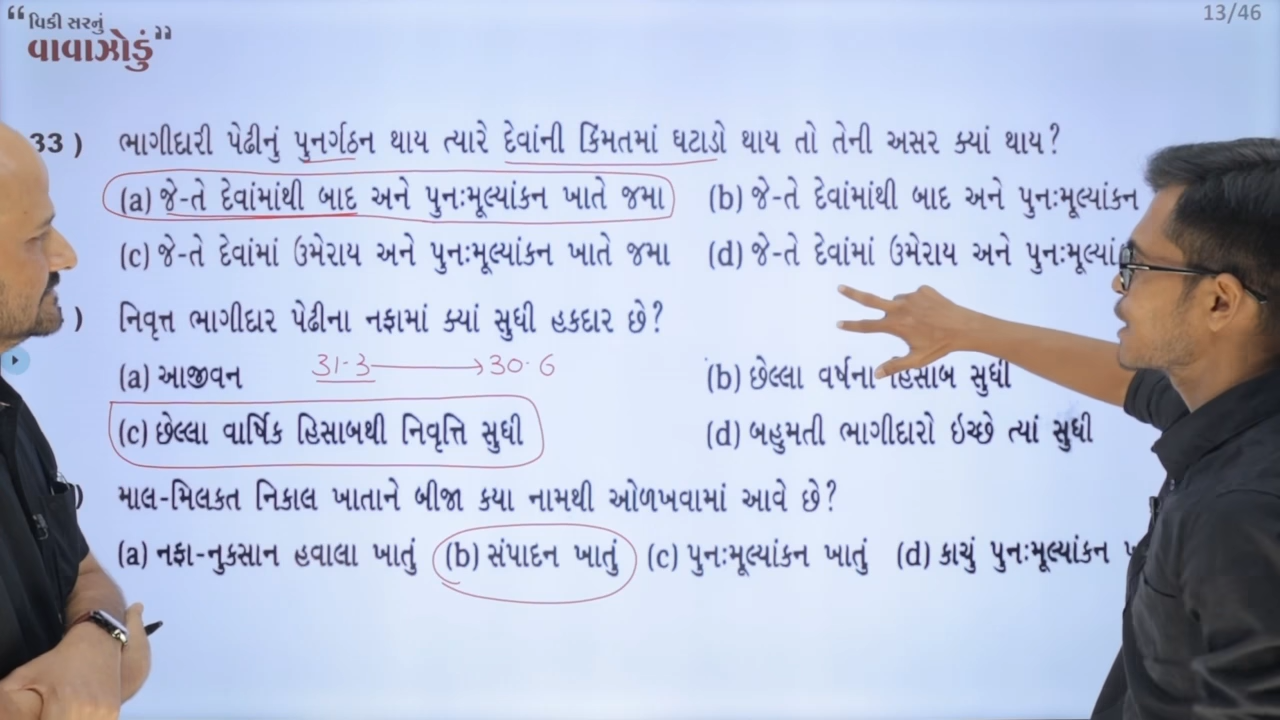 “ વિકી સરનું
વાવાઝોડું ”
13/46
33 ) ભાગીદારી પેઢીનું પુનર્ગઠન થાય ત્યારે દેવાંની કિંમતમાં ઘટાડો થાય તો તેની અસર ક્યાં થાય?
(a) જે-તે દેવાંમાંથી બાદ અને પુનઃમૂલ્યાંકન ખાતે જમા (b) જે-તે દેવાંમાંથી બાદ અને પુનઃમૂલ્યાંકન
(c) જે-તે દેવાંમાં ઉમેરાય અને પુનઃમૂલ્યાંકન ખાતે જમા (d) જે-તે દેવાંમાં ઉમેરાય અને
) નિવૃત્ત ભાગીદાર પેઢીના નફામાં ક્યાં સુધી હકદાર છે?
(a) આજીવન 31·3 → 30·6 (b) છેલ્લા વર્ષના હિસાબ સુધી
(c) છેલ્લા વાર્ષિક હિસાબથી નિવૃત્તિ સુધી (d) બહુમતી ભાગીદારો ઇચ્છે ત્યાં સુધી
) માલ-મિલકત નિકાલ ખાતાને બીજા કયા નામથી ઓળખવામાં આવે છે?
(a) નફા-નુકસાન હવાલા ખાતું (b) સંપાદન ખાતું (c) પુનઃમૂલ્યાંકન ખાતું (d) કાચું પુનઃમૂલ્યાંકન